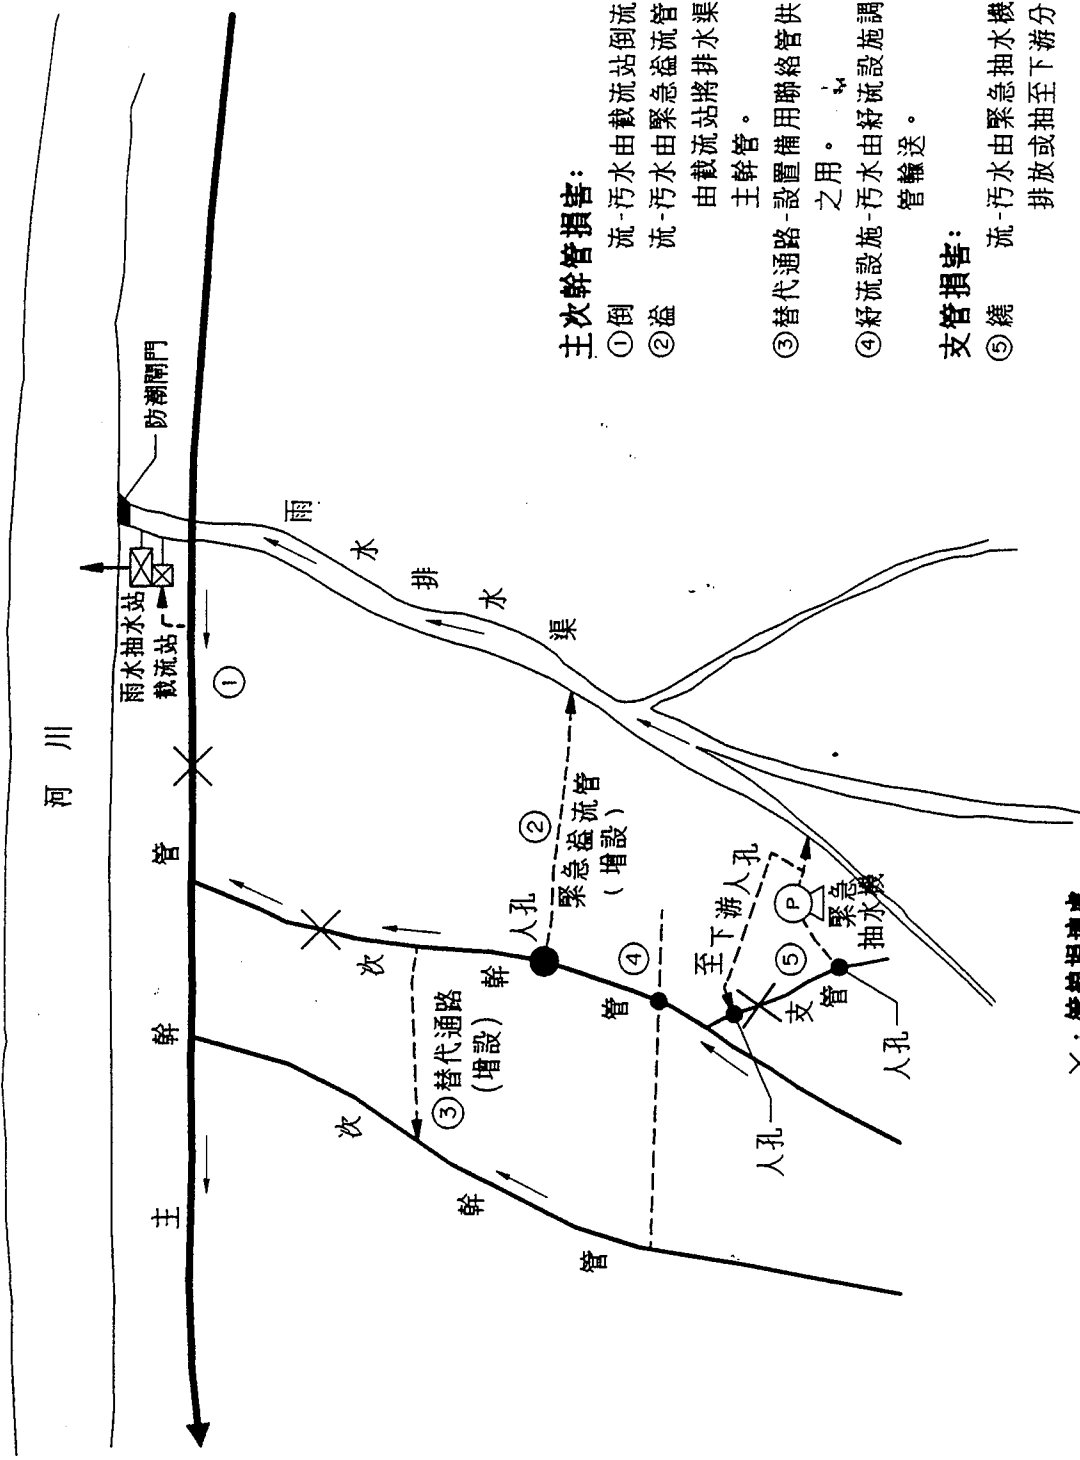 河川
防潮閘門
雨水抽水站
截流站
主幹管
①
雨水排水渠
次幹管
人孔
②
緊急溢流管
(增設)
③替代通路
(增設)
次幹管
④
至下游人孔
⑤
P
緊急
抽水機
支管
人孔
人孔
主次幹管損害:
①倒 流-污水由截流站倒流
②溢 流-污水由緊急溢流管
由截流站將排水渠
主幹管。
③替代通路-設置備用聯絡管供
之用。
④紓流設施-污水由紓流設施調
管輸送。
支管損害:
⑤繞 流-污水由緊急抽水機
排放或抽至下游分